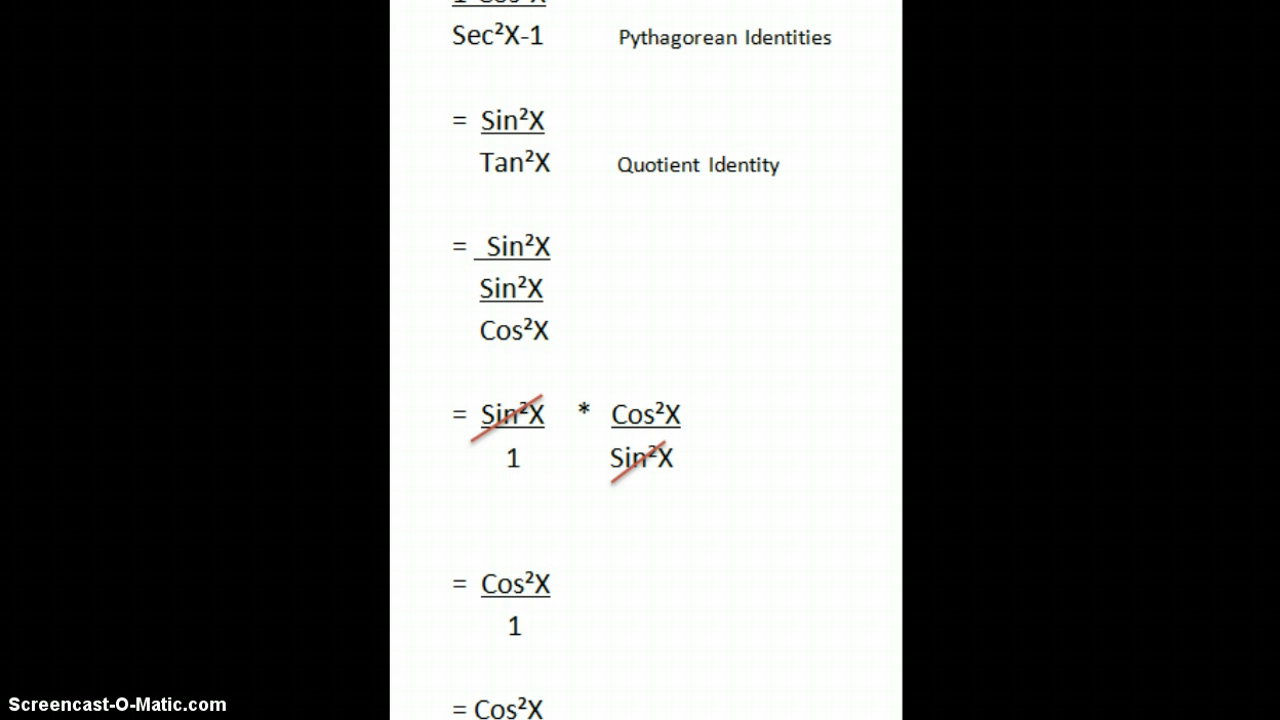 Sec²X-1 Pythagorean Identities
= Sin²X
Tan²X Quotient Identity
= Sin²X
Sin²X
Cos²X
= Sin²X * Cos²X
1 Sin²X
= Cos²X
1
= Cos²X
Screencast-O-Matic.com